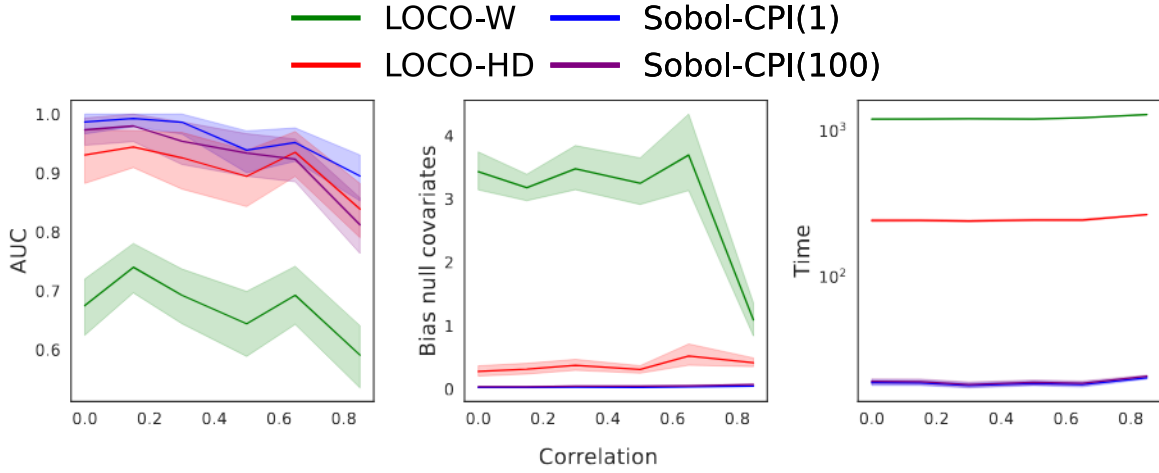 LOCO-W
Sobol-CPI(1)
LOCO-HD
Sobol-CPI(100)
AUC
1.0
0.9
0.8
0.7
0.6
0.0 0.2 0.4 0.6 0.8
Bias null covariates
4
3
2
1
0
0.0 0.2 0.4 0.6 0.8
Time
10³
10²
0.0 0.2 0.4 0.6 0.8
Correlation